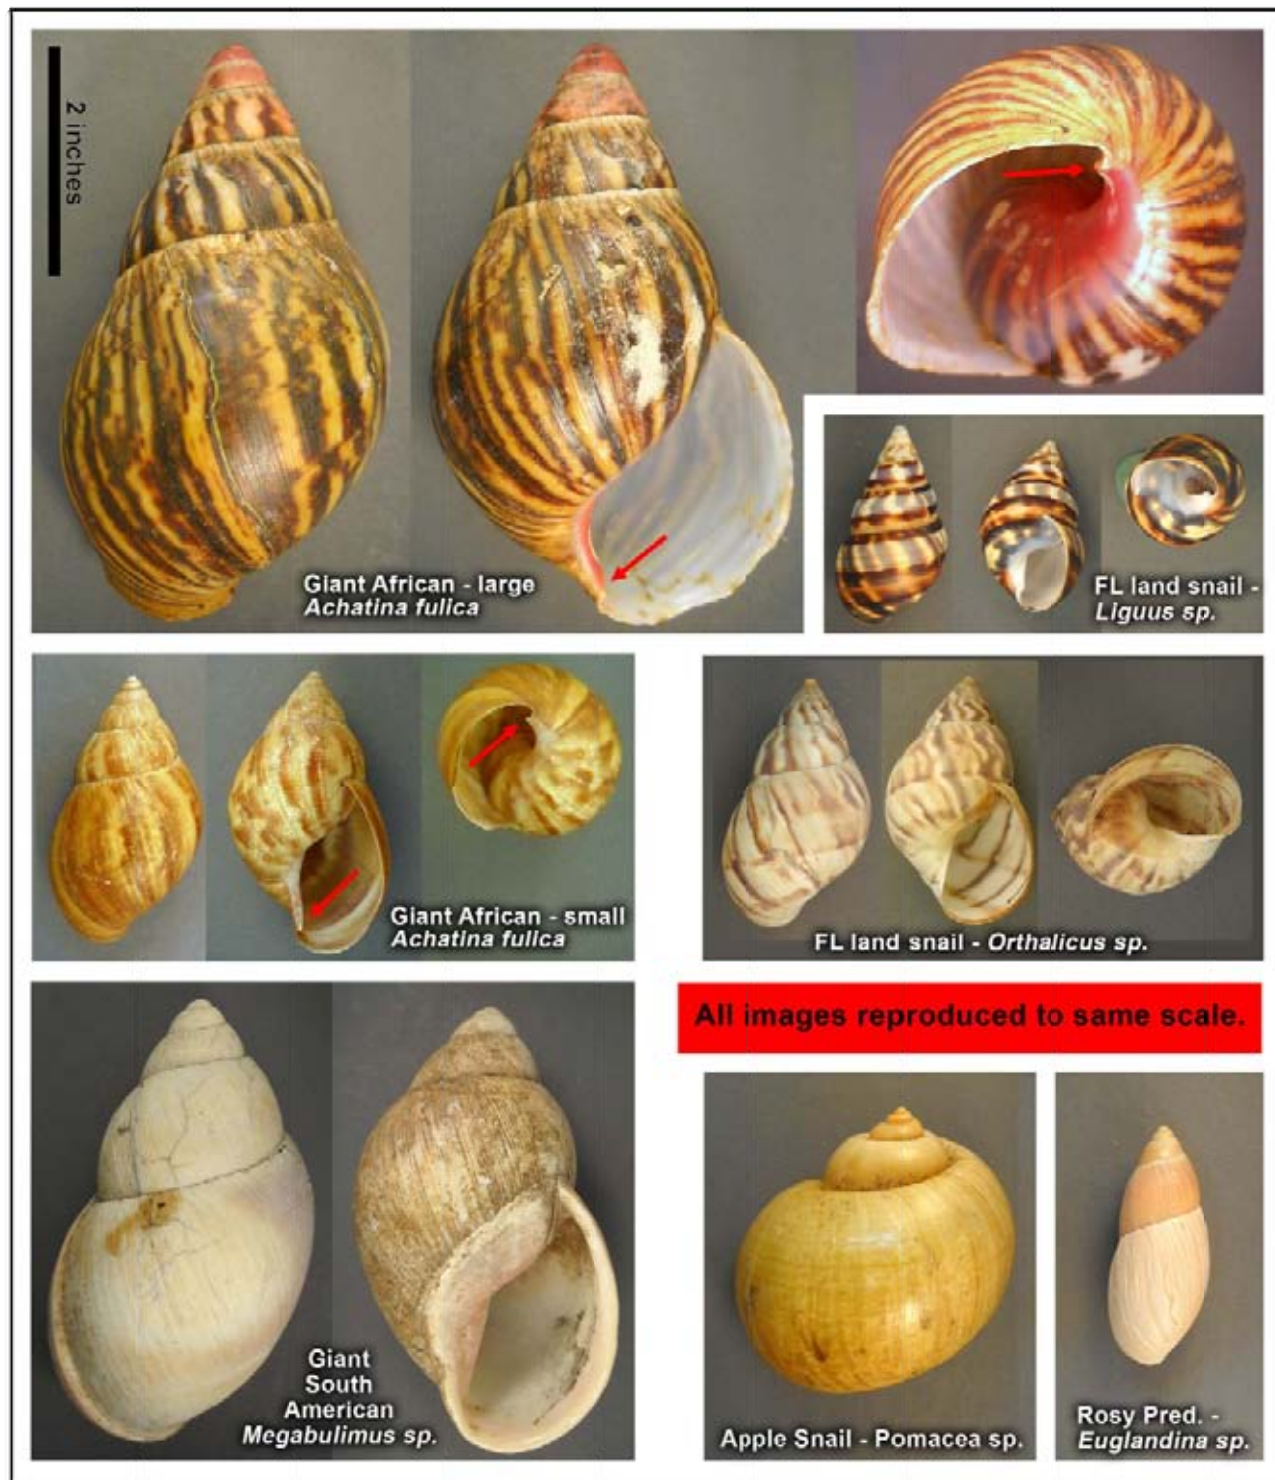 2 inches
Giant African - large
Achatina fulica
FL land snail -
Liguus sp.
Giant African - small
Achatina fulica
FL land snail - Orthalicus sp.
All images reproduced to same scale.
Giant
South
American
Megabulimus sp.
Apple Snail - Pomacea sp.
Rosy Pred. -
Euglandina sp.